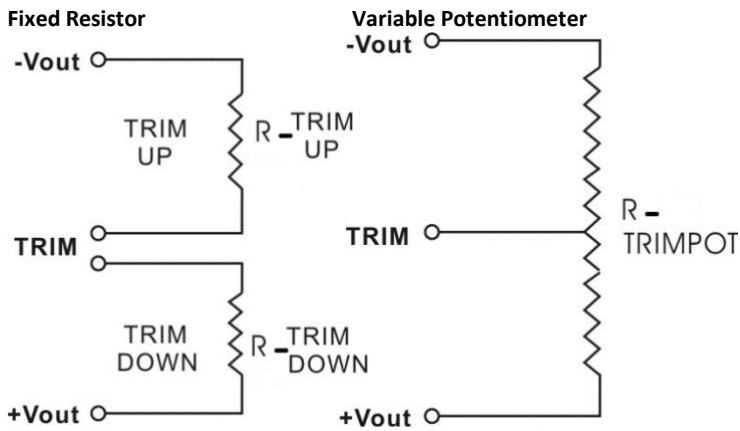 Fixed Resistor
-Vout
TRIM
UP
R - TRIM
UP
TRIM
TRIM
DOWN
R - TRIM
DOWN
+Vout
Variable Potentiometer
-Vout
TRIM
R -
TRIMPOT
+Vout